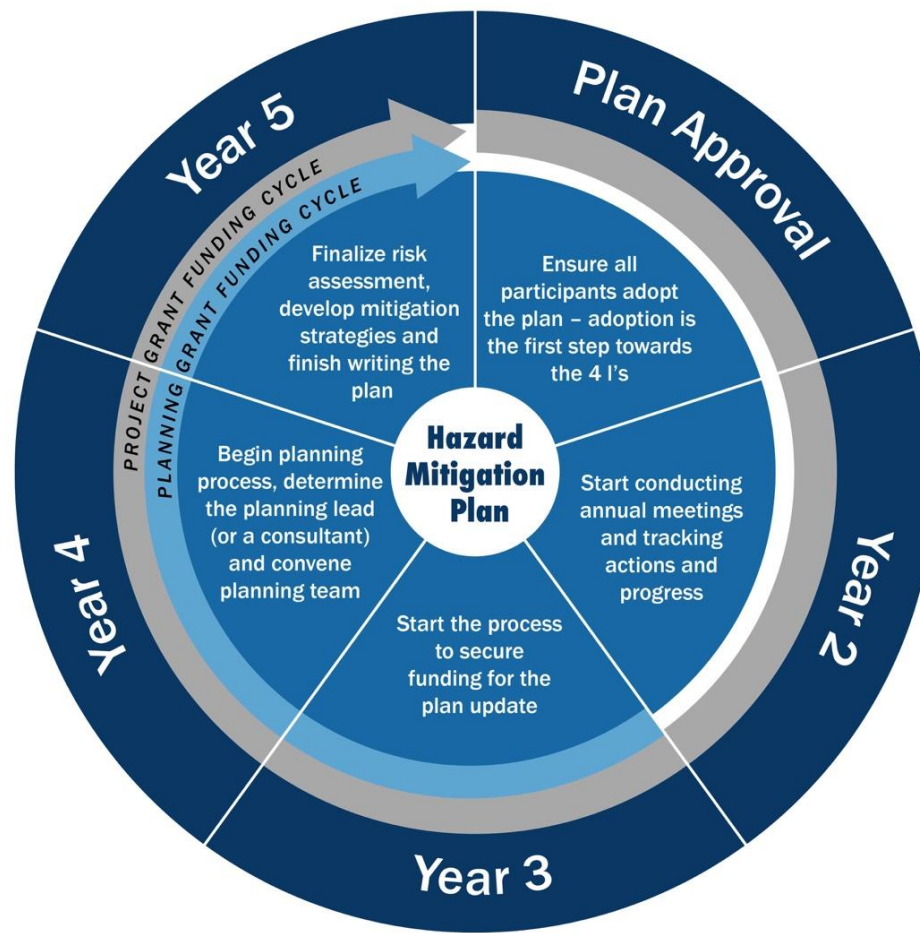 Hazard
Mitigation
Plan
Plan Approval
Ensure all
participants adopt
the plan – adoption is
the first step towards
the 4 I's
Year 2
Start conducting
annual meetings
and tracking
actions and
progress
Year 3
Start the process
to secure
funding for the
plan update
Year 4
Begin planning
process, determine
the planning lead
(or a consultant)
and convene
planning team
Year 5
Finalize risk
assessment,
develop mitigation
strategies and
finish writing the
plan
PROJECT GRANT FUNDING CYCLE
PLANNING GRANT FUNDING CYCLE